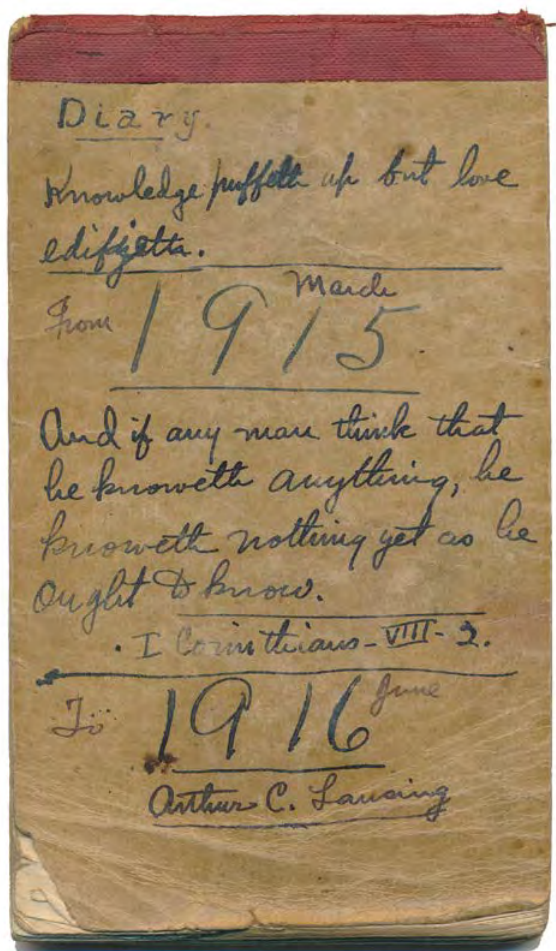 Diary.
Knowledge puffeth up but love
edifyeth.
March
From 1915.
And if any man think that
he knoweth anything, he
knoweth nothing yet as he
ought to know.
I Corinthians - VIII - 2.
To 1916 June
Arthur C. Lansing